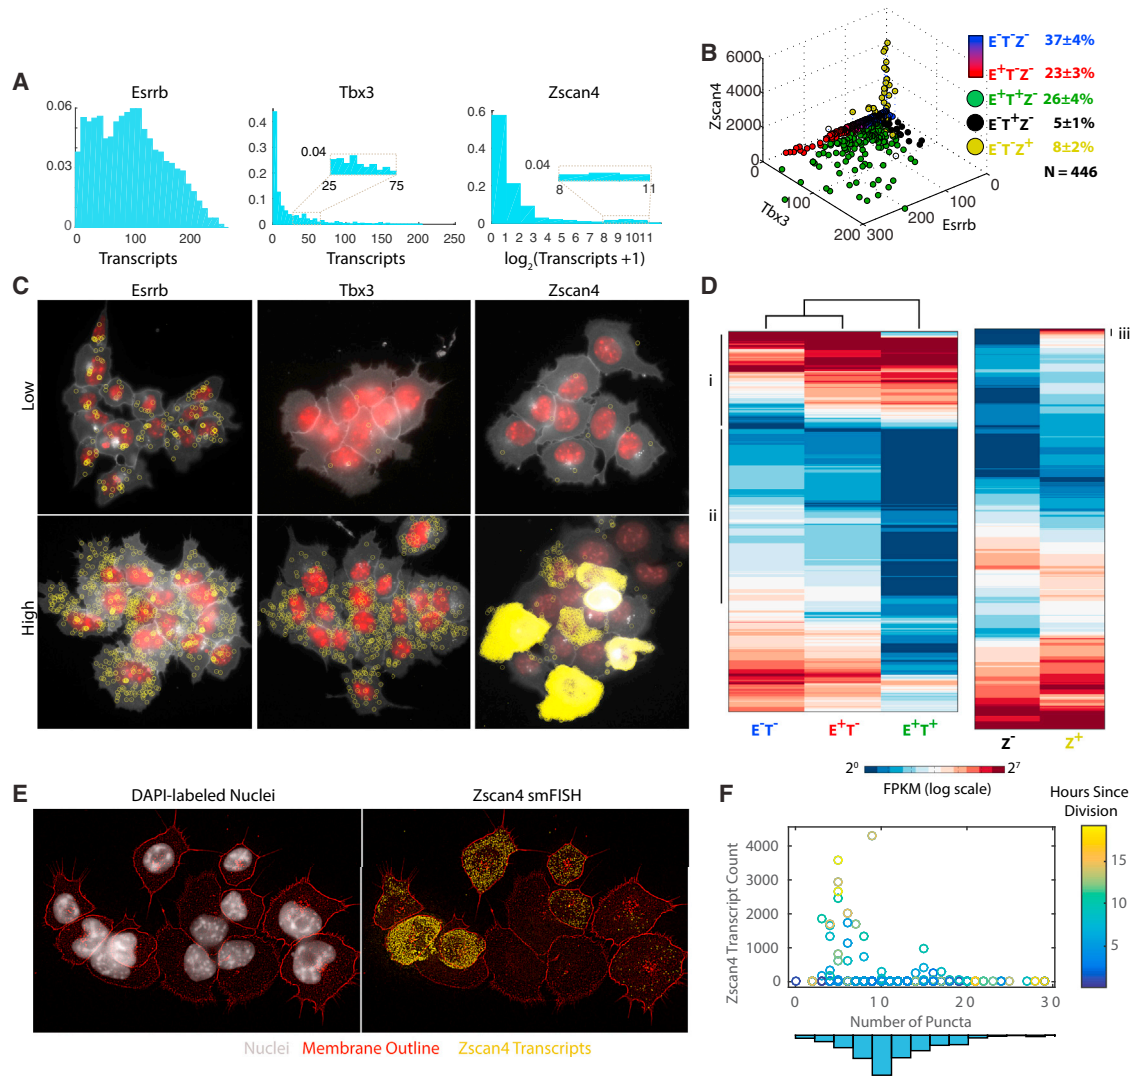 A
Esrrb
0.06
0.03
0
0 100 200
Transcripts
Tbx3
0.4
0.3
0.2
0.1
0
0.04
25 75
0 50 100 150 200 250
Transcripts
Zscan4
0.6
0.4
0.2
0
0.04
8 11
0 1 2 3 4 5 6 7 8 9 10 11
log2(Transcripts +1)
B
Zscan4
6000
4000
2000
0
0
100
200
Tbx3
300
200
100
0
Esrrb
E-T-Z- 37±4%
E+T-Z- 23±3%
E+T+Z- 26±4%
E-T+Z- 5±1%
E-T-Z+ 8±2%
N = 446
C
Esrrb Tbx3 Zscan4
Low
High
D
i
ii
iii
E-T- E+T- E+T+ Z- Z+
2^0 2^7
FPKM (log scale)
E
DAPI-labeled Nuclei Zscan4 smFISH
Nuclei Membrane Outline Zscan4 Transcripts
F
Hours Since
Division
15
10
5
Zscan4 Transcript Count
4000
3000
2000
1000
0
0 10 20 30
Number of Puncta